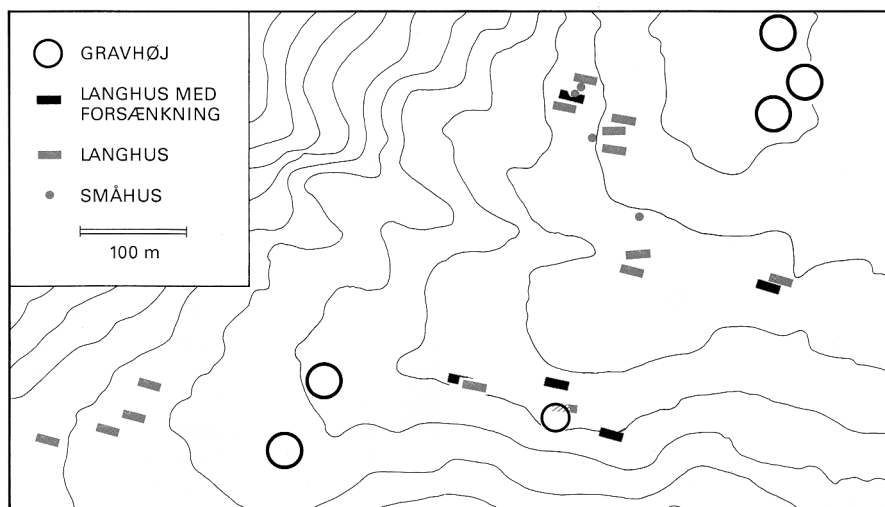 GRAVHØJ
LANGHUS MED
FORSÆNKNING
LANGHUS
SMÅHUS
100 m